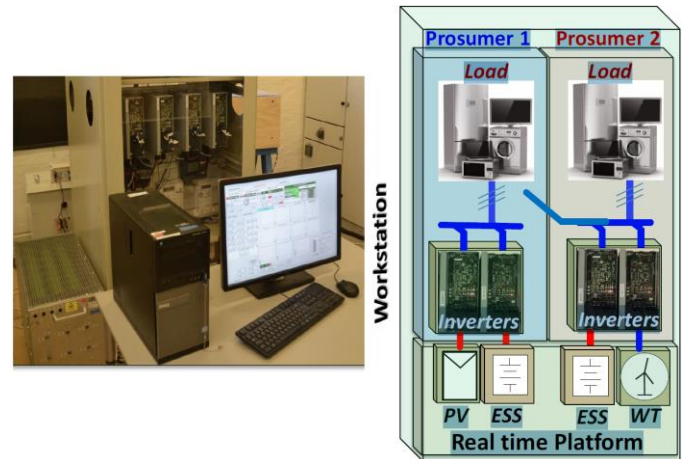 Workstation
Prosumer 1
Prosumer 2
Load
Load
Inverters
Inverters
PV
ESS
ESS
WT
Real time Platform